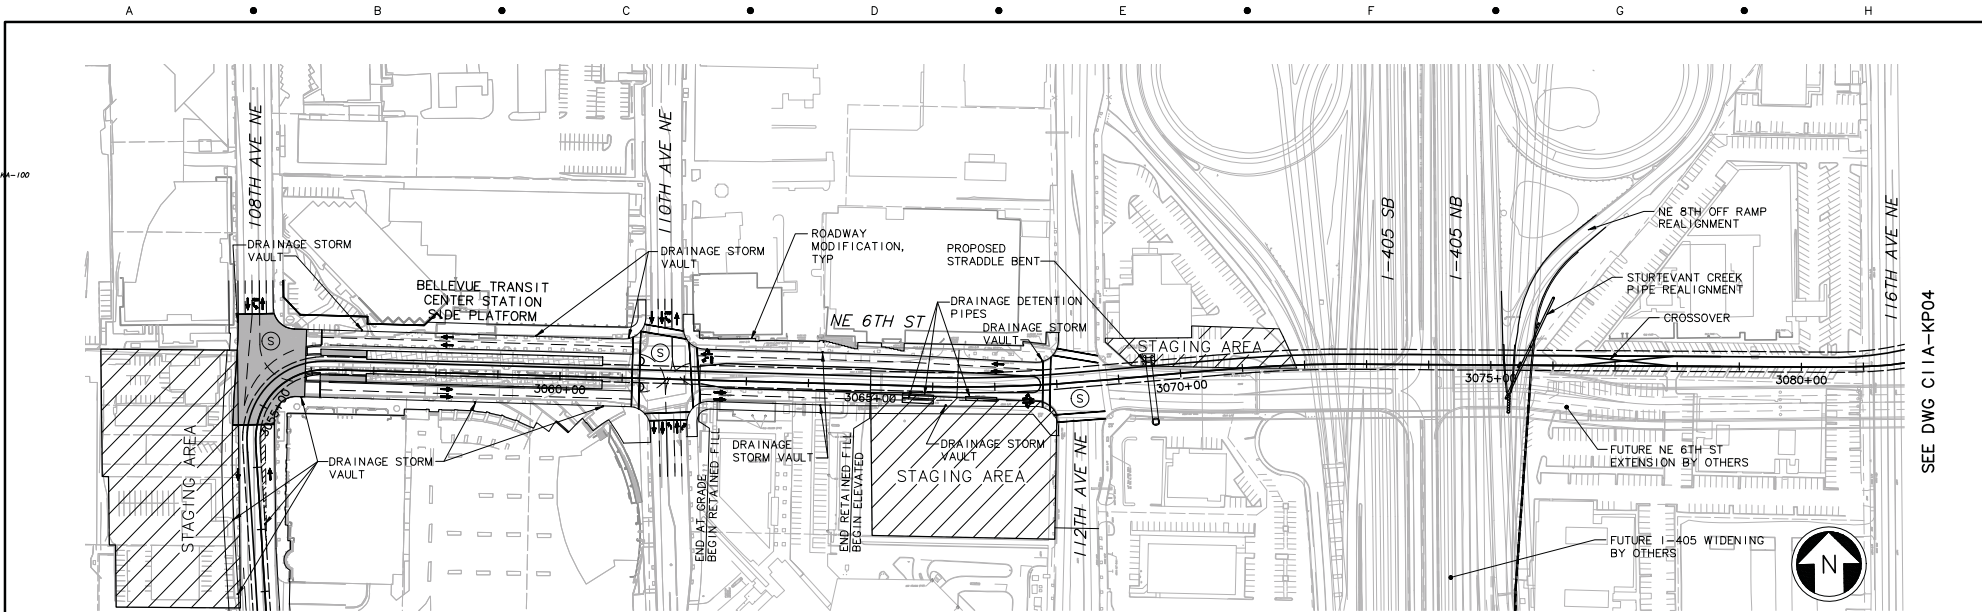 A B C D E F G H
KA-100
108TH AVE NE
110TH AVE NE
DRAINAGE STORM
VAULT
BELLEVUE TRANSIT
CENTER STATION
SIDE PLATFORM
DRAINAGE STORM
VAULT
ROADWAY
MODIFICATION,
TYP
NE 6TH ST
PROPOSED
STRADDLE BENT
DRAINAGE DETENTION
PIPES
DRAINAGE STORM
VAULT
STAGING AREA
I-405 SB
I-405 NB
NE 8TH OFF RAMP
REALIGNMENT
STURTEVANT CREEK
PIPE REALIGNMENT
CROSSOVER
116TH AVE NE
SEE DWG C11A-KP04
S
S
S
3055+00
3060+00
3065+00
3070+00
3075+00
3080+00
STAGING AREA
DRAINAGE STORM
VAULT
END AT GRADE
BEGIN RETAINED FILL
DRAINAGE
STORM VAULT
END RETAINED FILL
BEGIN ELEVATED
DRAINAGE STORM
VAULT
STAGING AREA
112TH AVE NE
FUTURE NE 6TH ST
EXTENSION BY OTHERS
FUTURE I-405 WIDENING
BY OTHERS
N